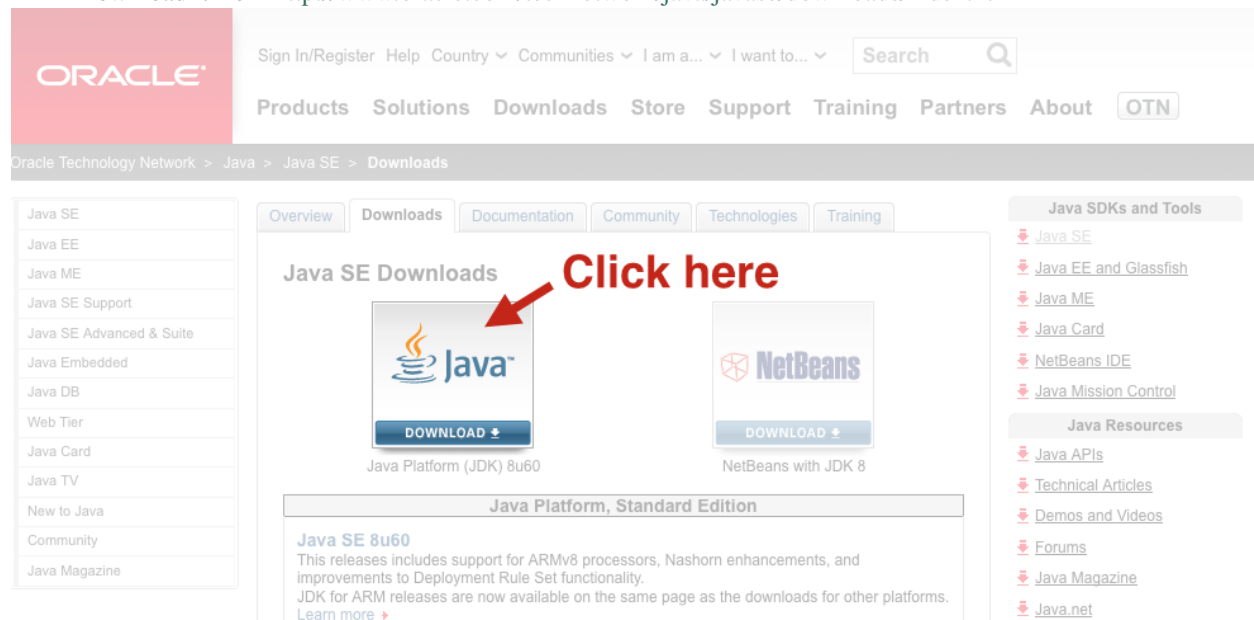 ORACLE
Sign In/Register Help Country Communities I am a... I want to... Search
Products Solutions Downloads Store Support Training Partners About OTN
Oracle Technology Network > Java > Java SE > Downloads
Java SE
Java EE
Java ME
Java SE Support
Java SE Advanced & Suite
Java Embedded
Java DB
Web Tier
Java Card
Java TV
New to Java
Community
Java Magazine
Overview Downloads Documentation Community Technologies Training
Java SE Downloads
Click here
Java™
DOWNLOAD
Java Platform (JDK) 8u60
NetBeans
DOWNLOAD
NetBeans with JDK 8
Java Platform, Standard Edition
Java SE 8u60
This releases includes support for ARMv8 processors, Nashorn enhancements, and
improvements to Deployment Rule Set functionality.
JDK for ARM releases are now available on the same page as the downloads for other platforms.
Learn more
Java SDKs and Tools
Java SE
Java EE and Glassfish
Java ME
Java Card
NetBeans IDE
Java Mission Control
Java Resources
Java APIs
Technical Articles
Demos and Videos
Forums
Java Magazine
Java.net